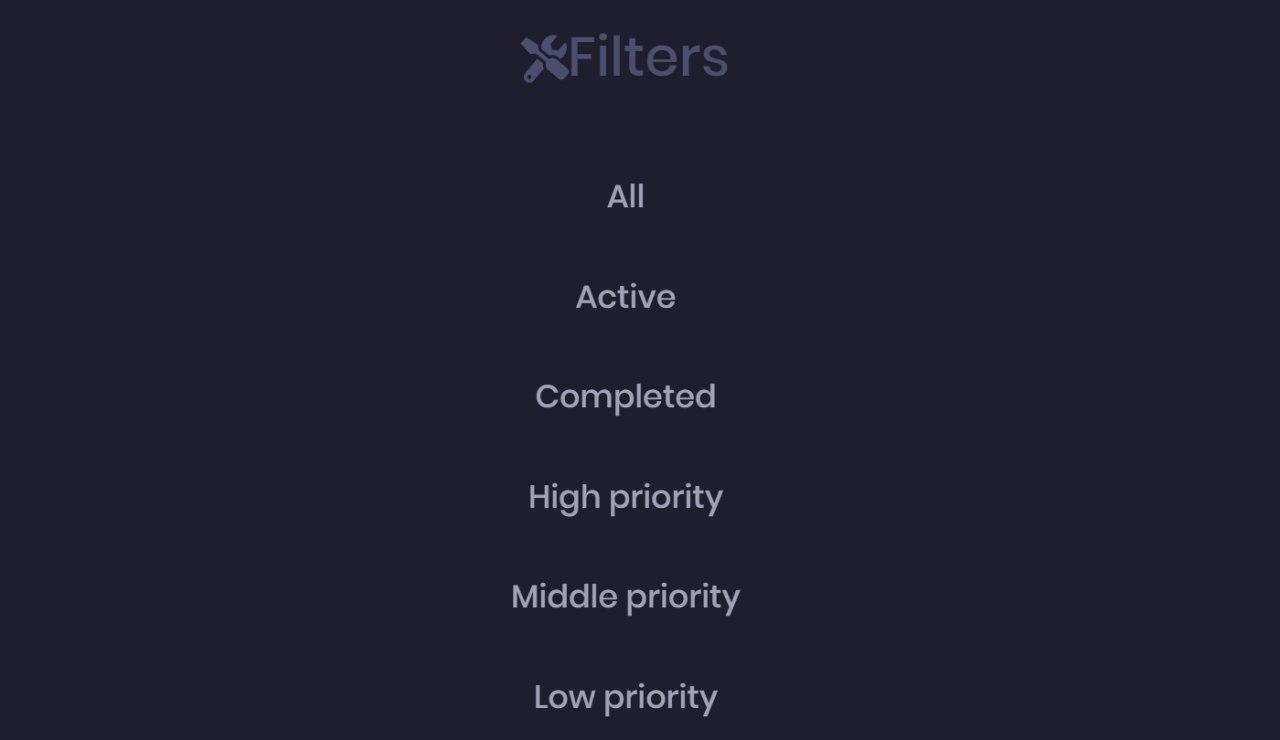 Filters
All
Active
Completed
High priority
Middle priority
Low priority